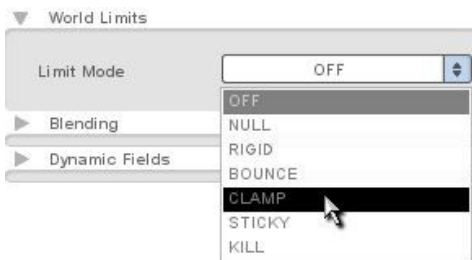 World Limits
Limit Mode OFF
OFF
Blending
NULL
RIGID
Dynamic Fields
BOUNCE
CLAMP
STICKY
KILL